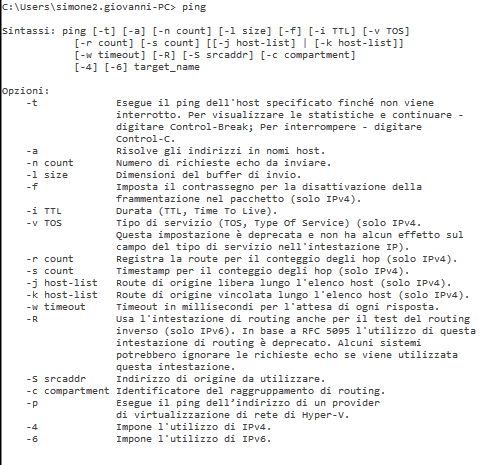 C:\Users\simone2.giovanni-PC> ping
Sintassi: ping [-t] [-a] [-n count] [-l size] [-f] [-i TTL] [-v TOS]
[-r count] [-s count] [[-j host-list] | [-k host-list]]
[-w timeout] [-R] [-S srcaddr] [-c compartment]
[-4] [-6] target_name
Opzioni:
-t Esegue il ping dell'host specificato finché non viene
interrotto. Per visualizzare le statistiche e continuare -
digitare Control-Break; Per interrompere - digitare
Control-C.
-a Risolve gli indirizzi in nomi host.
-n count Numero di richieste echo da inviare.
-l size Dimensioni del buffer di invio.
-f Imposta il contrassegno per la disattivazione della
frammentazione nel pacchetto (solo IPv4).
-i TTL Durata (TTL, Time To Live).
-v TOS Tipo di servizio (TOS, Type Of Service) (solo IPv4.
Questa impostazione è deprecata e non ha alcun effetto sul
campo del tipo di servizio nell'intestazione IP).
-r count Registra la route per il conteggio degli hop (solo IPv4).
-s count Timestamp per il conteggio degli hop (solo IPv4).
-j host-list Route di origine libera lungo l'elenco host (solo IPv4).
-k host-list Route di origine vincolata lungo l'elenco host (solo IPv4).
-w timeout Timeout in millisecondi per l'attesa di ogni risposta.
-R Usa l'intestazione di routing anche per il test del routing
inverso (solo IPv6). In base a RFC 5095 l'utilizzo di questa
intestazione di routing è deprecato. Alcuni sistemi
potrebbero ignorare le richieste echo se viene utilizzata
questa intestazione.
-S srcaddr Indirizzo di origine da utilizzare.
-c compartment Identificatore del raggruppamento di routing.
-p Esegue il ping dell’indirizzo di un provider
di virtualizzazione di rete di Hyper-V.
-4 Impone l'utilizzo di IPv4.
-6 Impone l'utilizzo di IPv6.